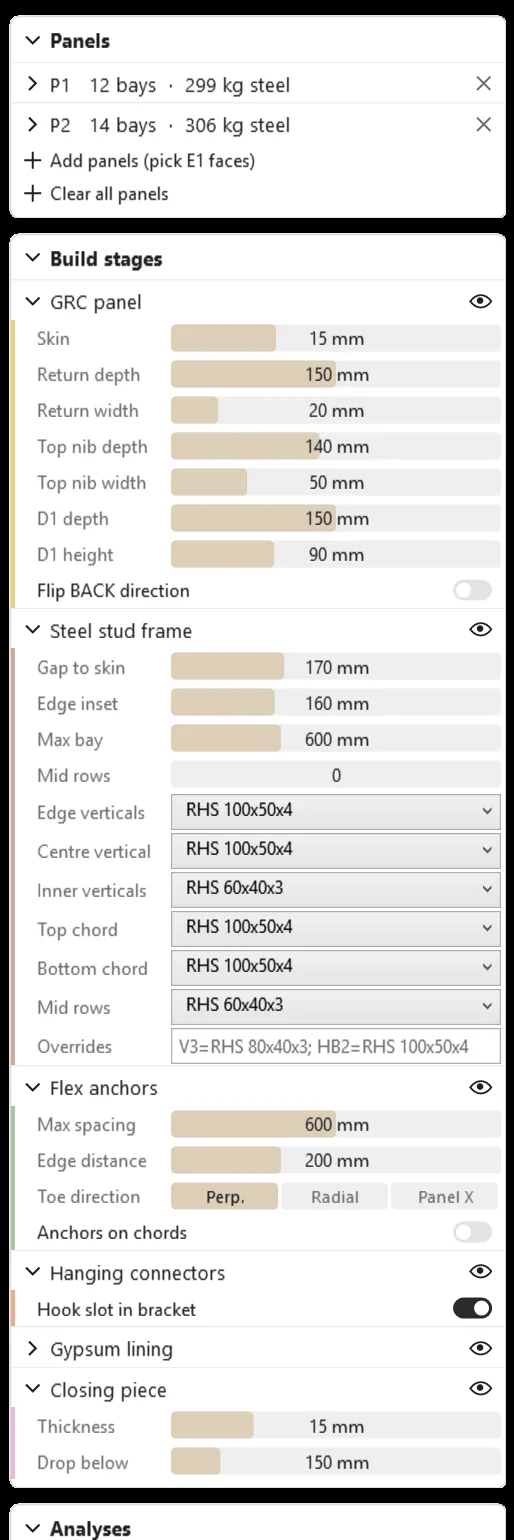 Panels
P1 12 bays · 299 kg steel
P2 14 bays · 306 kg steel
Add panels (pick E1 faces)
Clear all panels
Build stages
GRC panel
Skin 15 mm
Return depth 150 mm
Return width 20 mm
Top nib depth 140 mm
Top nib width 50 mm
D1 depth 150 mm
D1 height 90 mm
Flip BACK direction
Steel stud frame
Gap to skin 170 mm
Edge inset 160 mm
Max bay 600 mm
Mid rows 0
Edge verticals RHS 100x50x4
Centre vertical RHS 100x50x4
Inner verticals RHS 60x40x3
Top chord RHS 100x50x4
Bottom chord RHS 100x50x4
Mid rows RHS 60x40x3
Overrides V3=RHS 80x40x3; HB2=RHS 100x50x4
Flex anchors
Max spacing 600 mm
Edge distance 200 mm
Toe direction Perp. Radial Panel X
Anchors on chords
Hanging connectors
Hook slot in bracket
Gypsum lining
Closing piece
Thickness 15 mm
Drop below 150 mm
Analyses